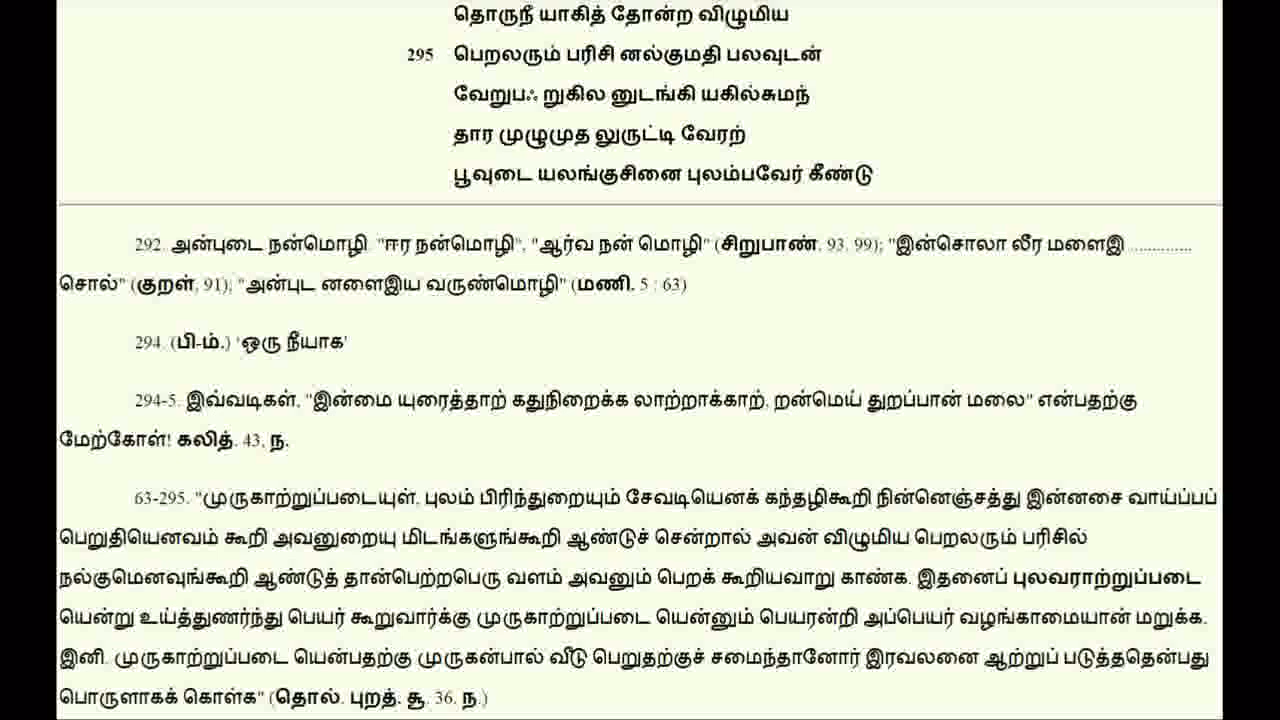 தொருநீ யாகித் தோன்ற விழுமிய
295 பெறலரும் பரிசி னல்குமதி பலவுடன்
வேறுபஃ றுகில னுடங்கி யகில்சுமந்
தார முழுமுத லுருட்டி வேரற்
பூவுடை யலங்குசினை புலம்பவேர் கீண்டு
292. அன்புடை நன்மொழி. "ஈர நன்மொழி", "ஆர்வ நன் மொழி" (சிறுபாண். 93, 99); "இன்சொலா லீர மளைஇ ..............
சொல்" (குறள், 91); "அன்புட னளைஇய வருண்மொழி" (மணி. 5 : 63)
294. (பி-ம்.) 'ஒரு நீயாக'
294-5. இவ்வடிகள், "இன்மை யுரைத்தாற் கதுநிறைக்க லாற்றாக்காற், றன்மெய் துறப்பான் மலை" என்பதற்கு
மேற்கோள்! கலித். 43, ந.
63-295. "முருகாற்றுப்படையுள், புலம் பிரிந்துறையும் சேவடியெனக் கந்தழிகூறி நின்னெஞ்சத்து இன்னசை வாய்ப்பப்
பெறுதியெனவம் கூறி அவனுறையு மிடங்களுங்கூறி ஆண்டுச் சென்றால் அவன் விழுமிய பெறலரும் பரிசில்
நல்குமெனவுங்கூறி ஆண்டுத் தான்பெற்றபெரு வளம் அவனும் பெறக் கூறியவாறு காண்க. இதனைப் புலவராற்றுப்படை
யென்று உய்த்துணர்ந்து பெயர் கூறுவார்க்கு முருகாற்றுப்படை யென்னும் பெயரன்றி அப்பெயர் வழங்காமையான் மறுக்க.
இனி. முருகாற்றுப்படை யென்பதற்கு முருகன்பால் வீடு பெறுதற்குச் சமைந்தானோர் இரவலனை ஆற்றுப் படுத்ததென்பது
பொருளாகக் கொள்க" (தொல். புறத். சூ. 36, ந.)